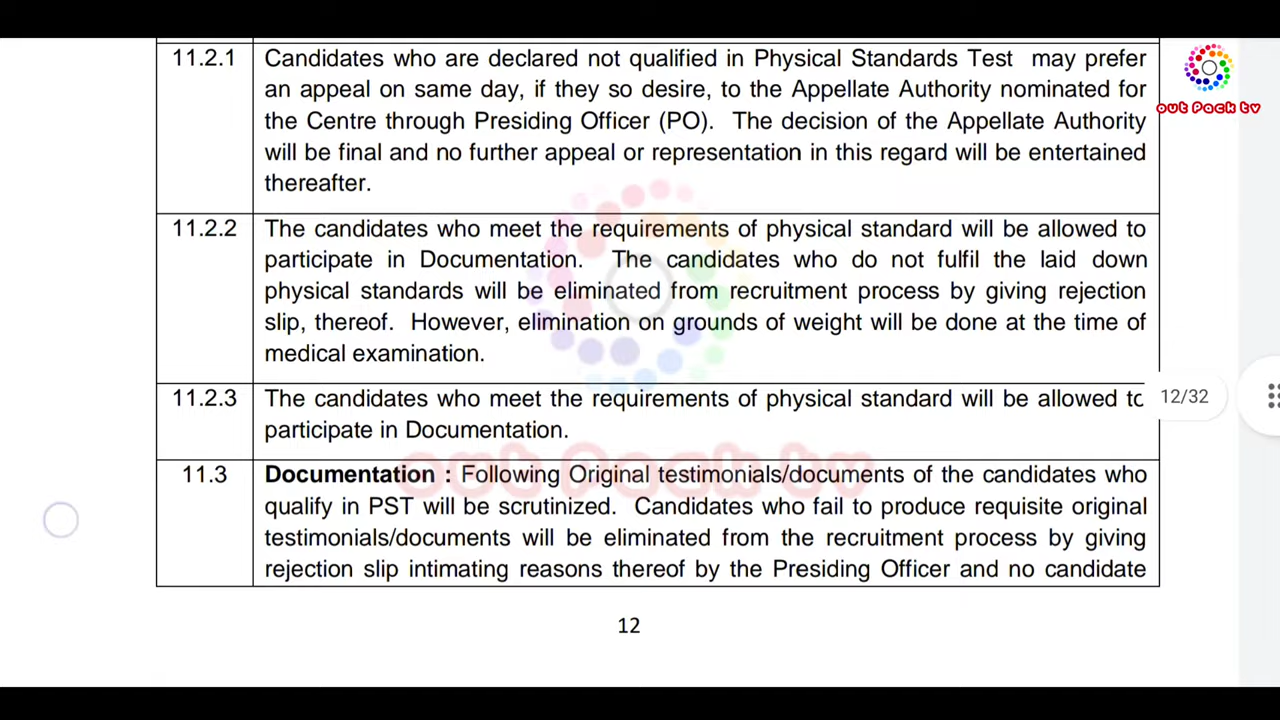 11.2.1 Candidates who are declared not qualified in Physical Standards Test may prefer
an appeal on same day, if they so desire, to the Appellate Authority nominated for
the Centre through Presiding Officer (PO). The decision of the Appellate Authority
will be final and no further appeal or representation in this regard will be entertained
thereafter.
11.2.2 The candidates who meet the requirements of physical standard will be allowed to
participate in Documentation. The candidates who do not fulfil the laid down
physical standards will be eliminated from recruitment process by giving rejection
slip, thereof. However, elimination on grounds of weight will be done at the time of
medical examination.
11.2.3 The candidates who meet the requirements of physical standard will be allowed to
participate in Documentation.
11.3 Documentation : Following Original testimonials/documents of the candidates who
qualify in PST will be scrutinized. Candidates who fail to produce requisite original
testimonials/documents will be eliminated from the recruitment process by giving
rejection slip intimating reasons thereof by the Presiding Officer and no candidate
12
12/32
out Pack tv
out Pack tv